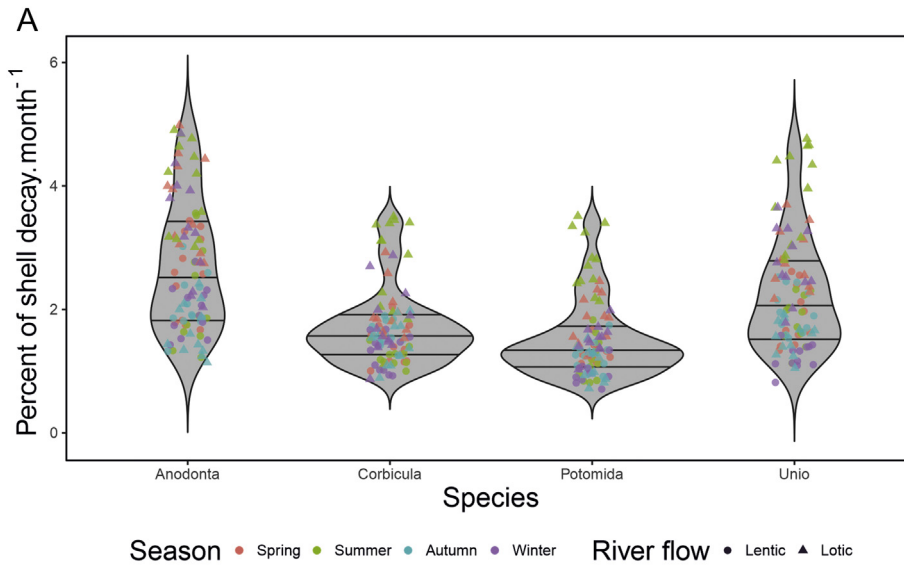 A
Percent of shell decay.month⁻¹
6
4
2
0
Anodonta Corbicula Potomida Unio
Species
Season Spring Summer Autumn Winter River flow Lentic Lotic